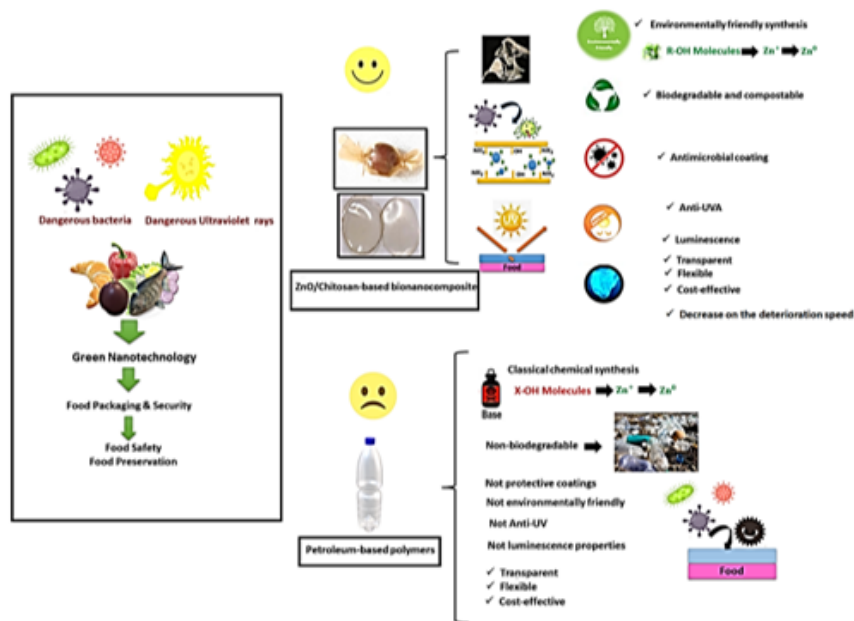 Dangerous bacteria
Dangerous Ultraviolet rays
Green Nanotechnology
Food Packaging & Security
Food Safety
Food Preservation
ZnO/Chitosan-based bionanocomposite
UV
Food
✓ Environmentally friendly synthesis
R-OH Molecules → Zn⁺ → Zn⁰
✓ Biodegradable and compostable
✓ Antimicrobial coating
✓ Anti-UVA
✓ Luminescence
✓ Transparent
✓ Flexible
✓ Cost-effective
✓ Decrease on the deterioration speed
Petroleum-based polymers
Classical chemical synthesis
X-OH Molecules → Zn⁺ → Zn⁰
Base
Non-biodegradable
Not protective coatings
Not environmentally friendly
Not Anti-UV
Not luminescence properties
✓ Transparent
✓ Flexible
✓ Cost-effective
Food